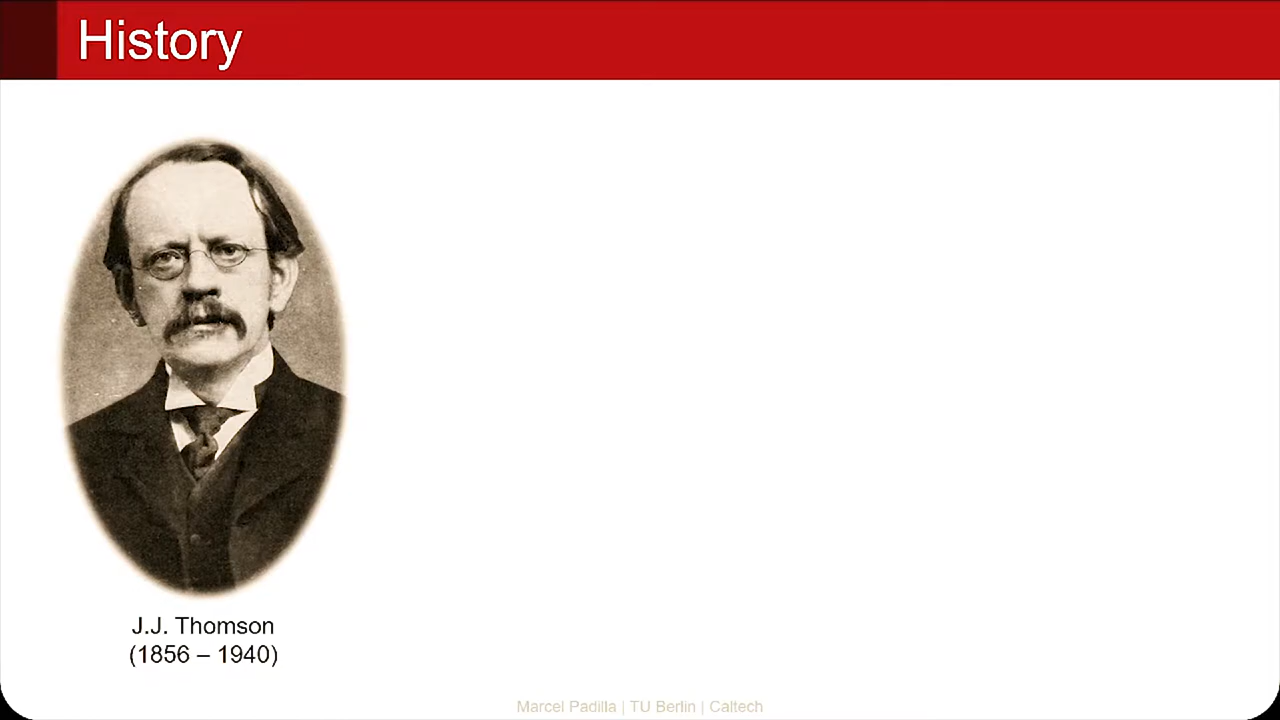 History
J.J. Thomson
(1856 – 1940)
Marcel Padilla | TU Berlin | Caltech